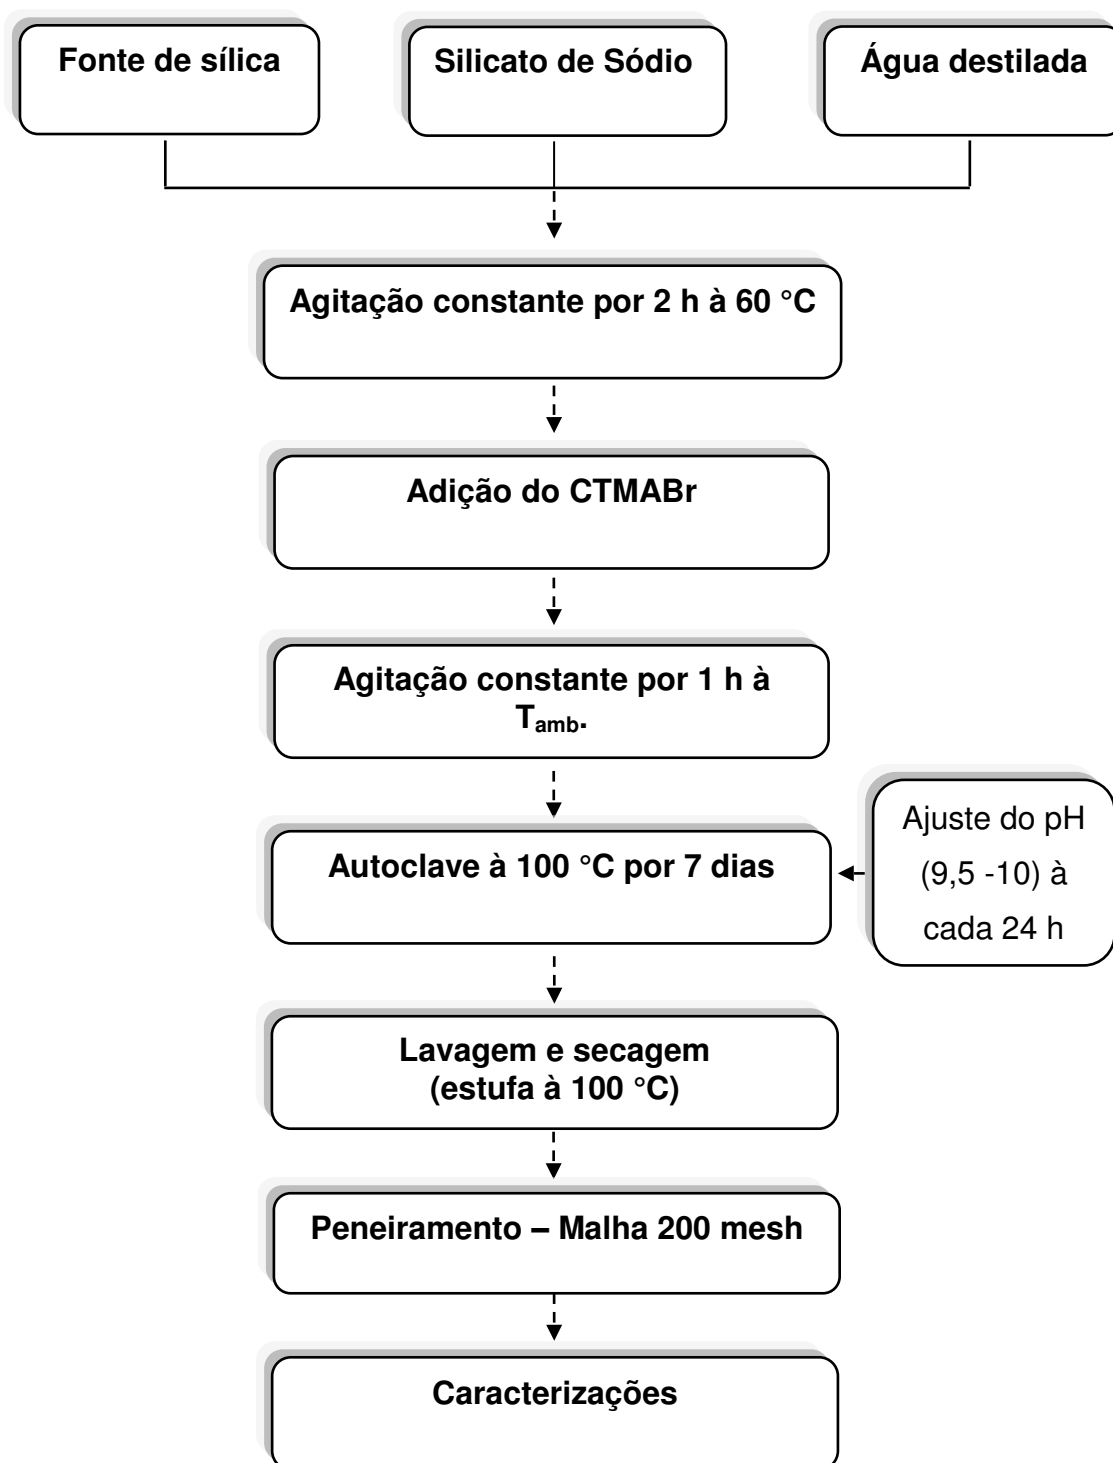 Fonte de sílica
Silicato de Sódio
Água destilada
Agitação constante por 2 h à 60 °C
Adição do CTMABr
Agitação constante por 1 h à
Tamb.
Autoclave à 100 °C por 7 dias
Ajuste do pH
(9,5 -10) à
cada 24 h
Lavagem e secagem
(estufa à 100 °C)
Peneiramento – Malha 200 mesh
Caracterizações